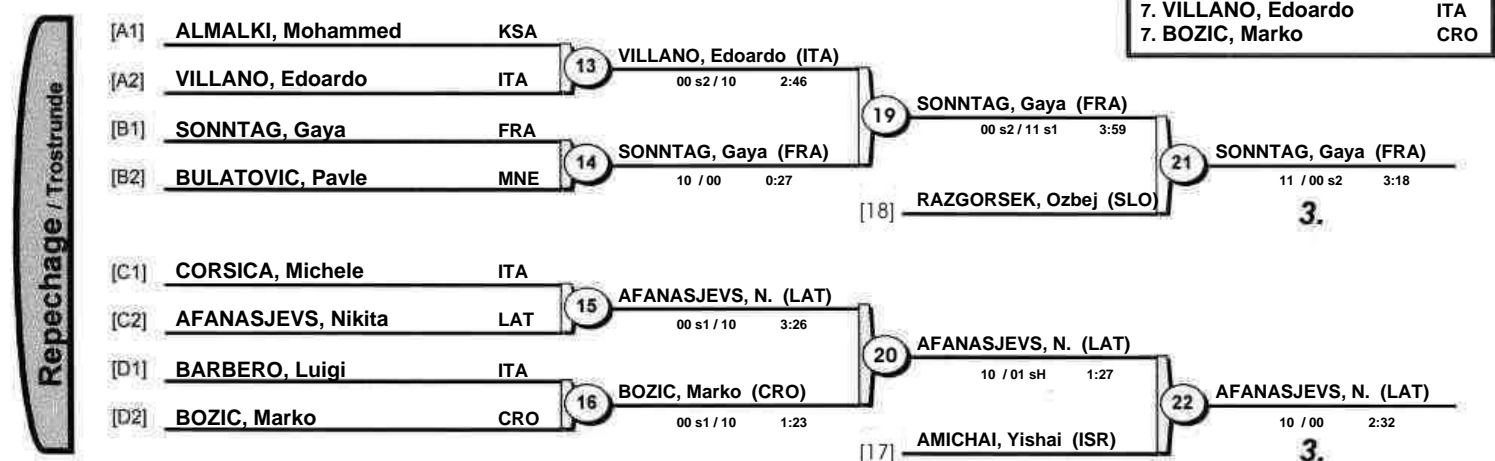 7. VILLANO, Edoardo ITA
7. BOZIC, Marko CRO
Repechage / Trostrunde
[A1] ALMALKI, Mohammed KSA
[A2] VILLANO, Edoardo ITA
13
VILLANO, Edoardo (ITA)
00 s2 / 10 2:46
[B1] SONNTAG, Gaya FRA
[B2] BULATOVIC, Pavle MNE
14
SONNTAG, Gaya (FRA)
10 / 00 0:27
19
SONNTAG, Gaya (FRA)
00 s2 / 11 s1 3:59
[18] RAZGORSEK, Ozbej (SLO)
21
SONNTAG, Gaya (FRA)
11 / 00 s2 3:18
3.
[C1] CORSICA, Michele ITA
[C2] AFANASJEVS, Nikita LAT
15
AFANASJEVS, N. (LAT)
00 s1 / 10 3:26
[D1] BARBERO, Luigi ITA
[D2] BOZIC, Marko CRO
16
BOZIC, Marko (CRO)
00 s1 / 10 1:23
20
AFANASJEVS, N. (LAT)
10 / 01 sH 1:27
[17] AMICHAI, Yishai (ISR)
22
AFANASJEVS, N. (LAT)
10 / 00 2:32
3.